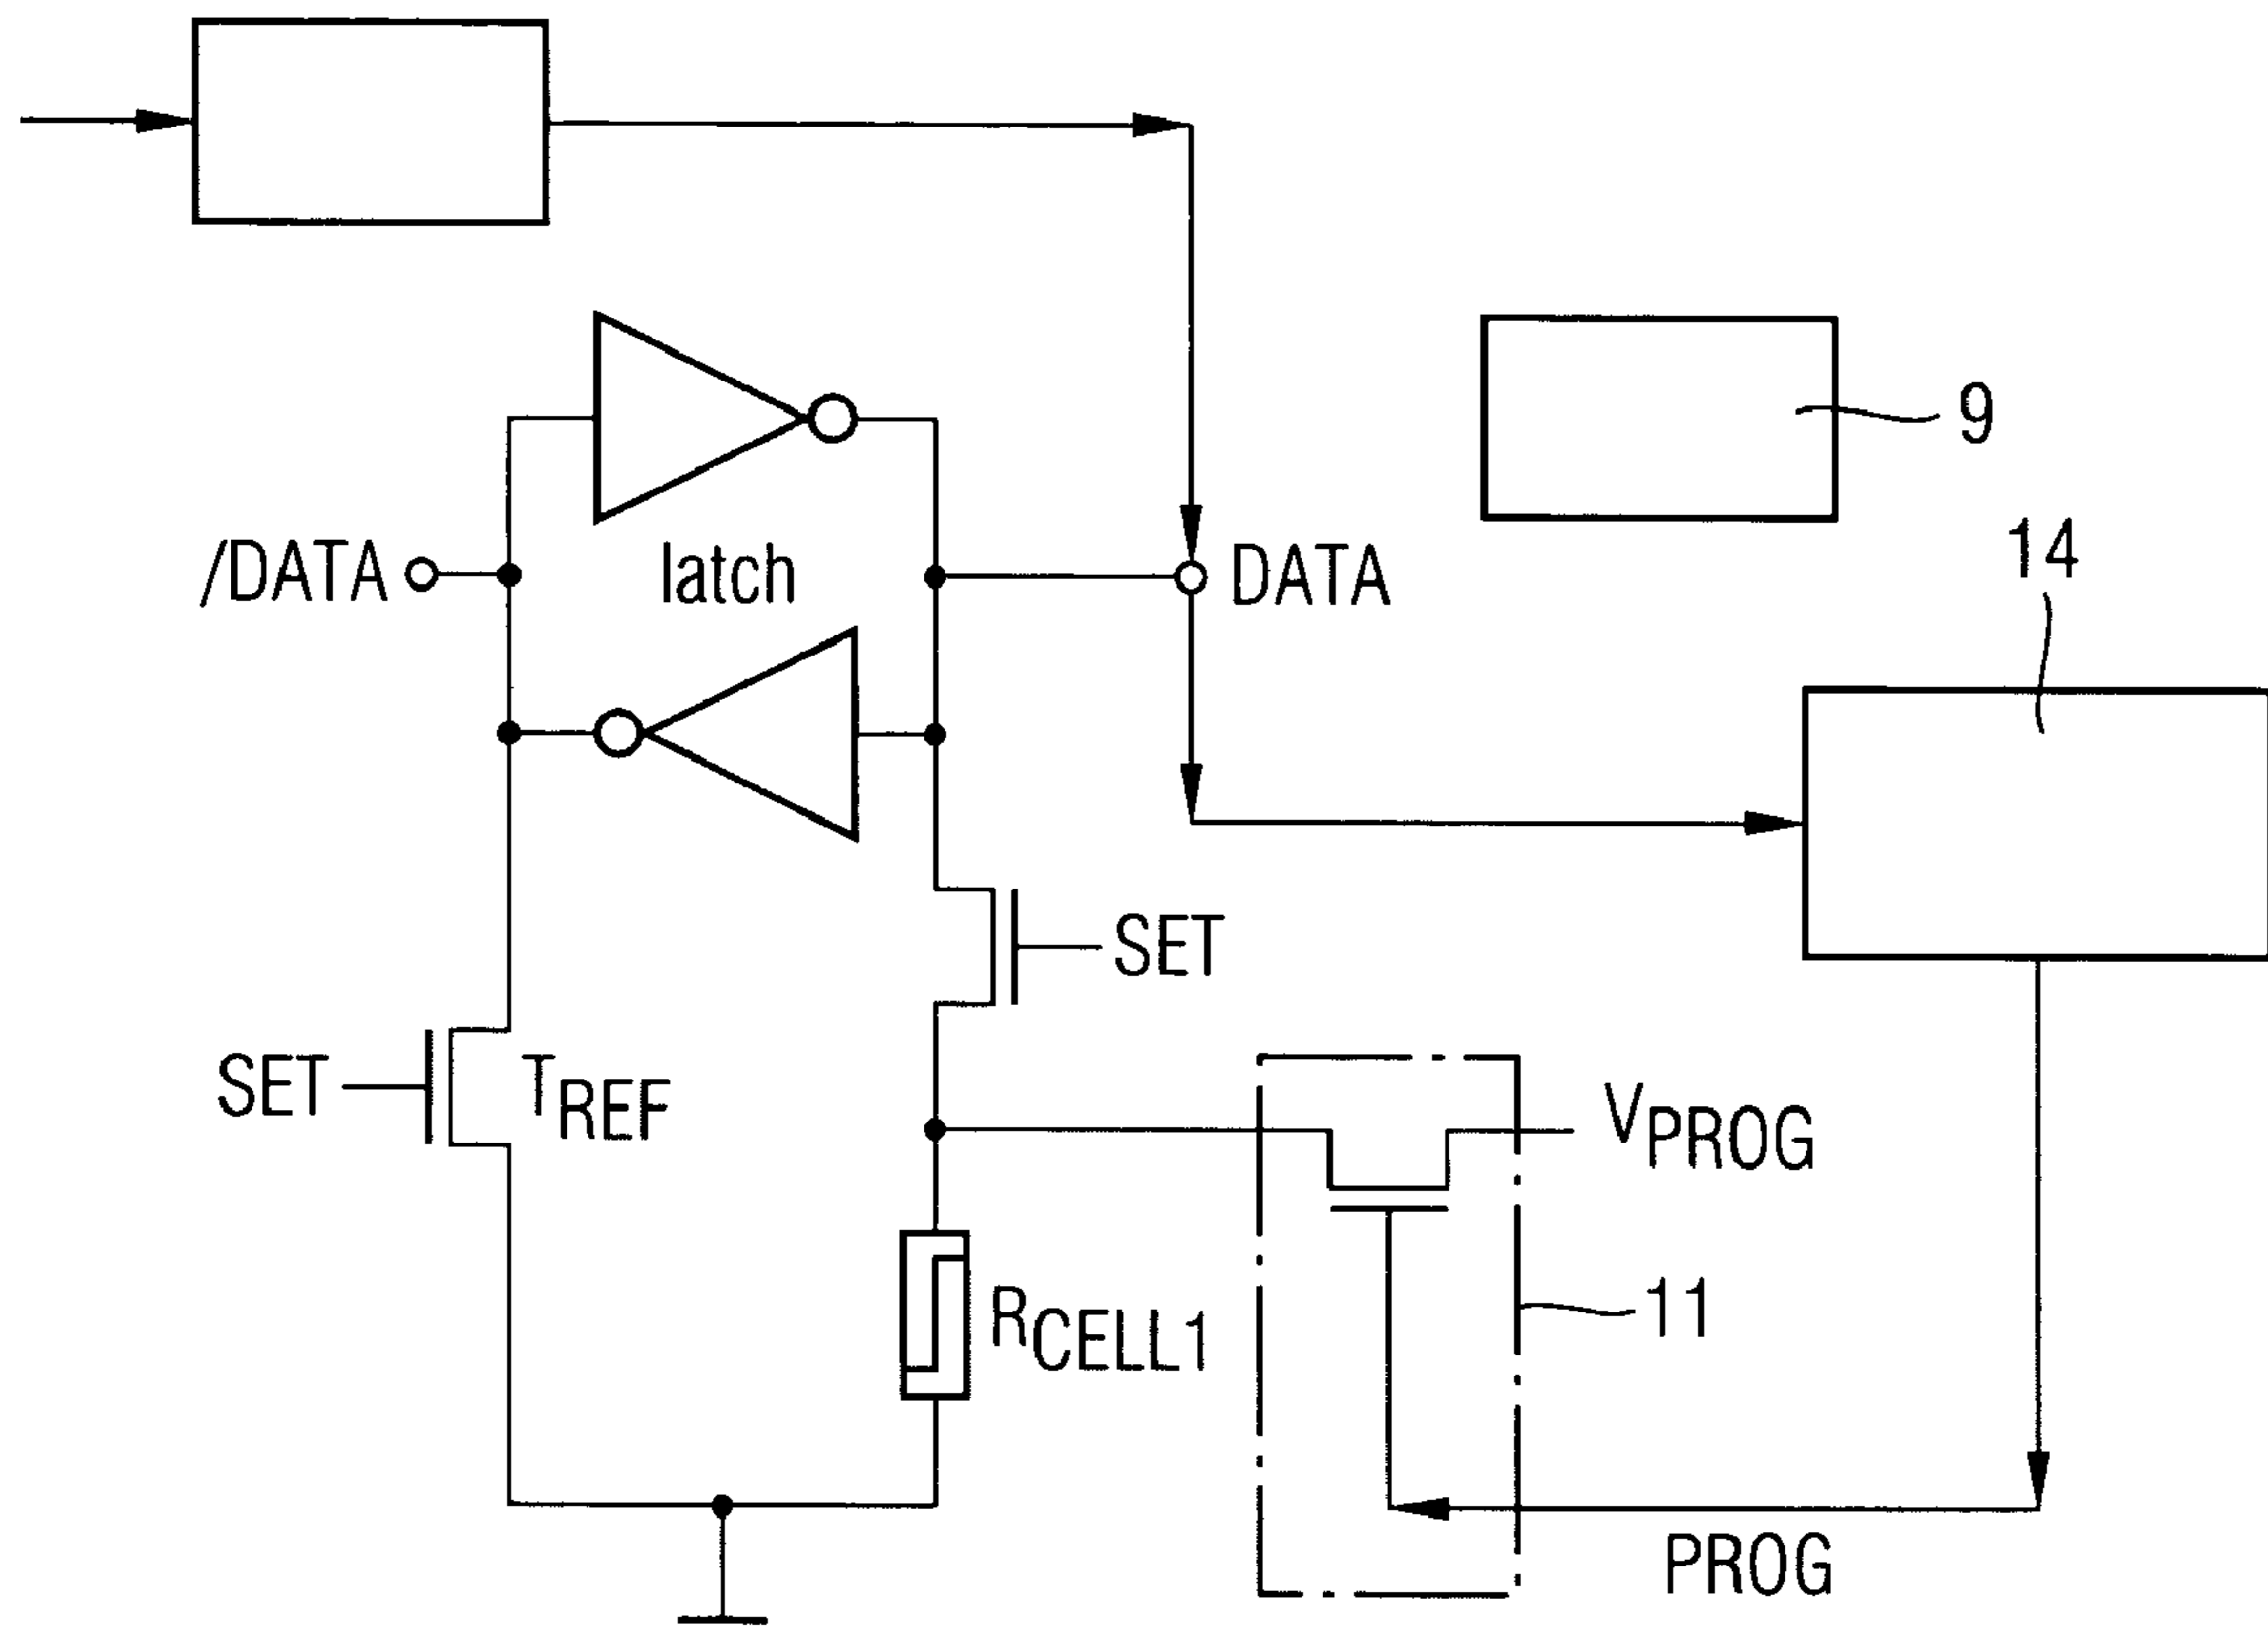 9
14
/DATA
latch
DATA
SET
SET
TREF
VPROG
RCELL1
11
PROG